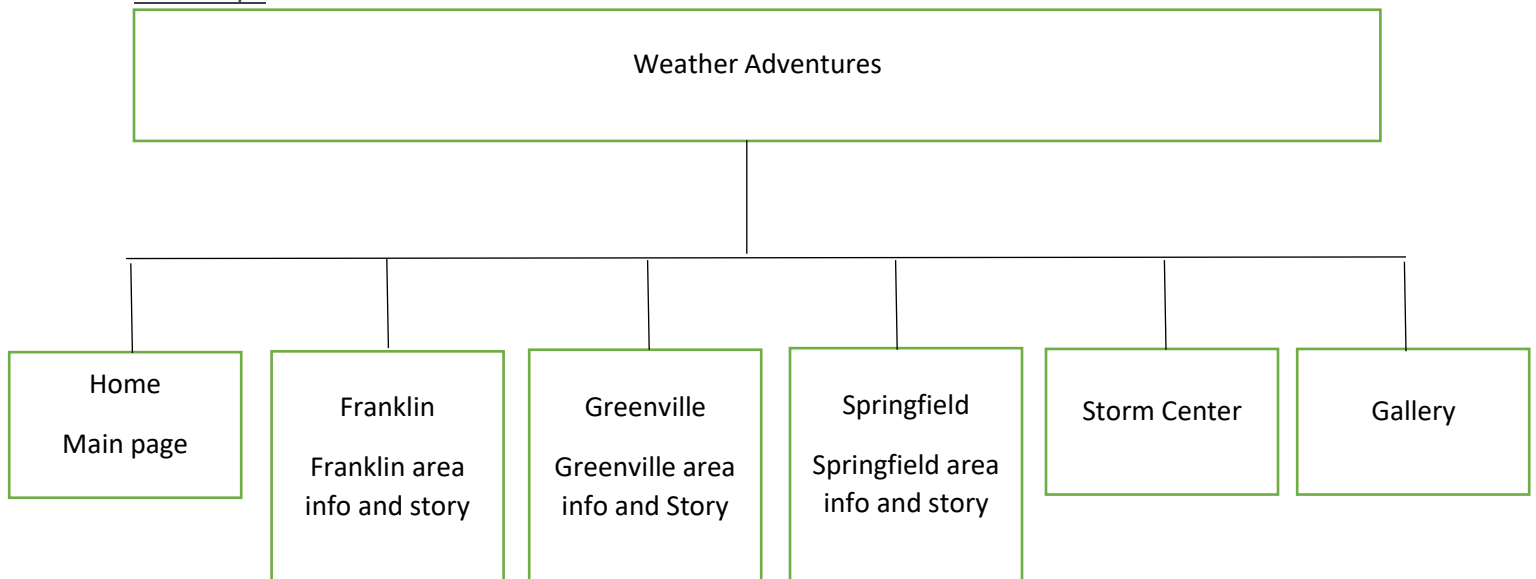 Weather Adventures
Home
Main page
Franklin
Franklin area
info and story
Greenville
Greenville area
info and Story
Springfield
Springfield area
info and story
Storm Center
Gallery